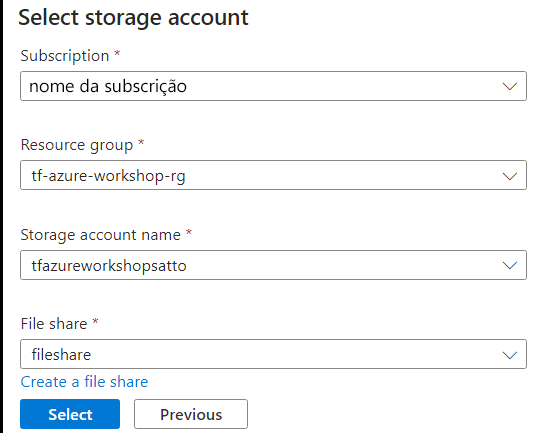 Select storage account
Subscription *
nome da subscrição
Resource group *
tf-azure-workshop-rg
Storage account name *
tfazureworkshopsatto
File share *
fileshare
Create a file share
Select
Previous